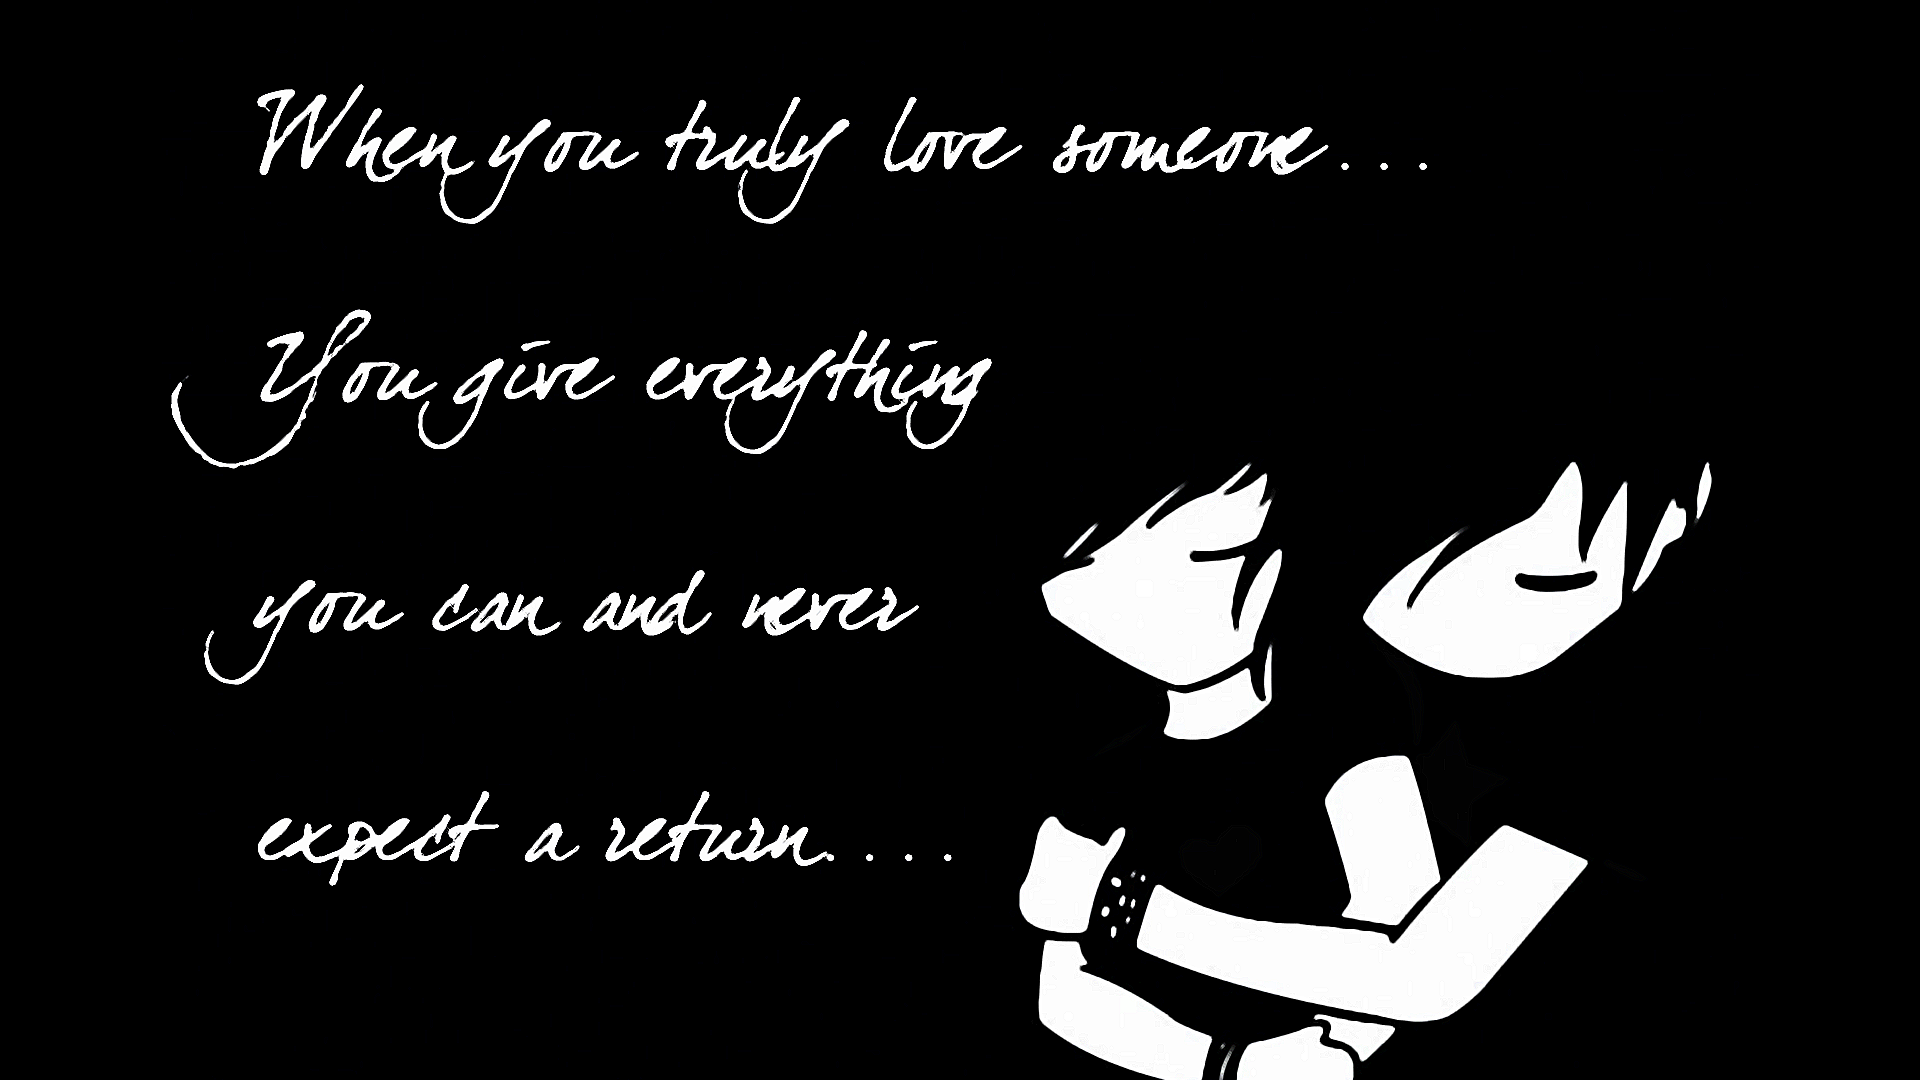 When you truly love someone...
You give everything
you can and never
expect a return....